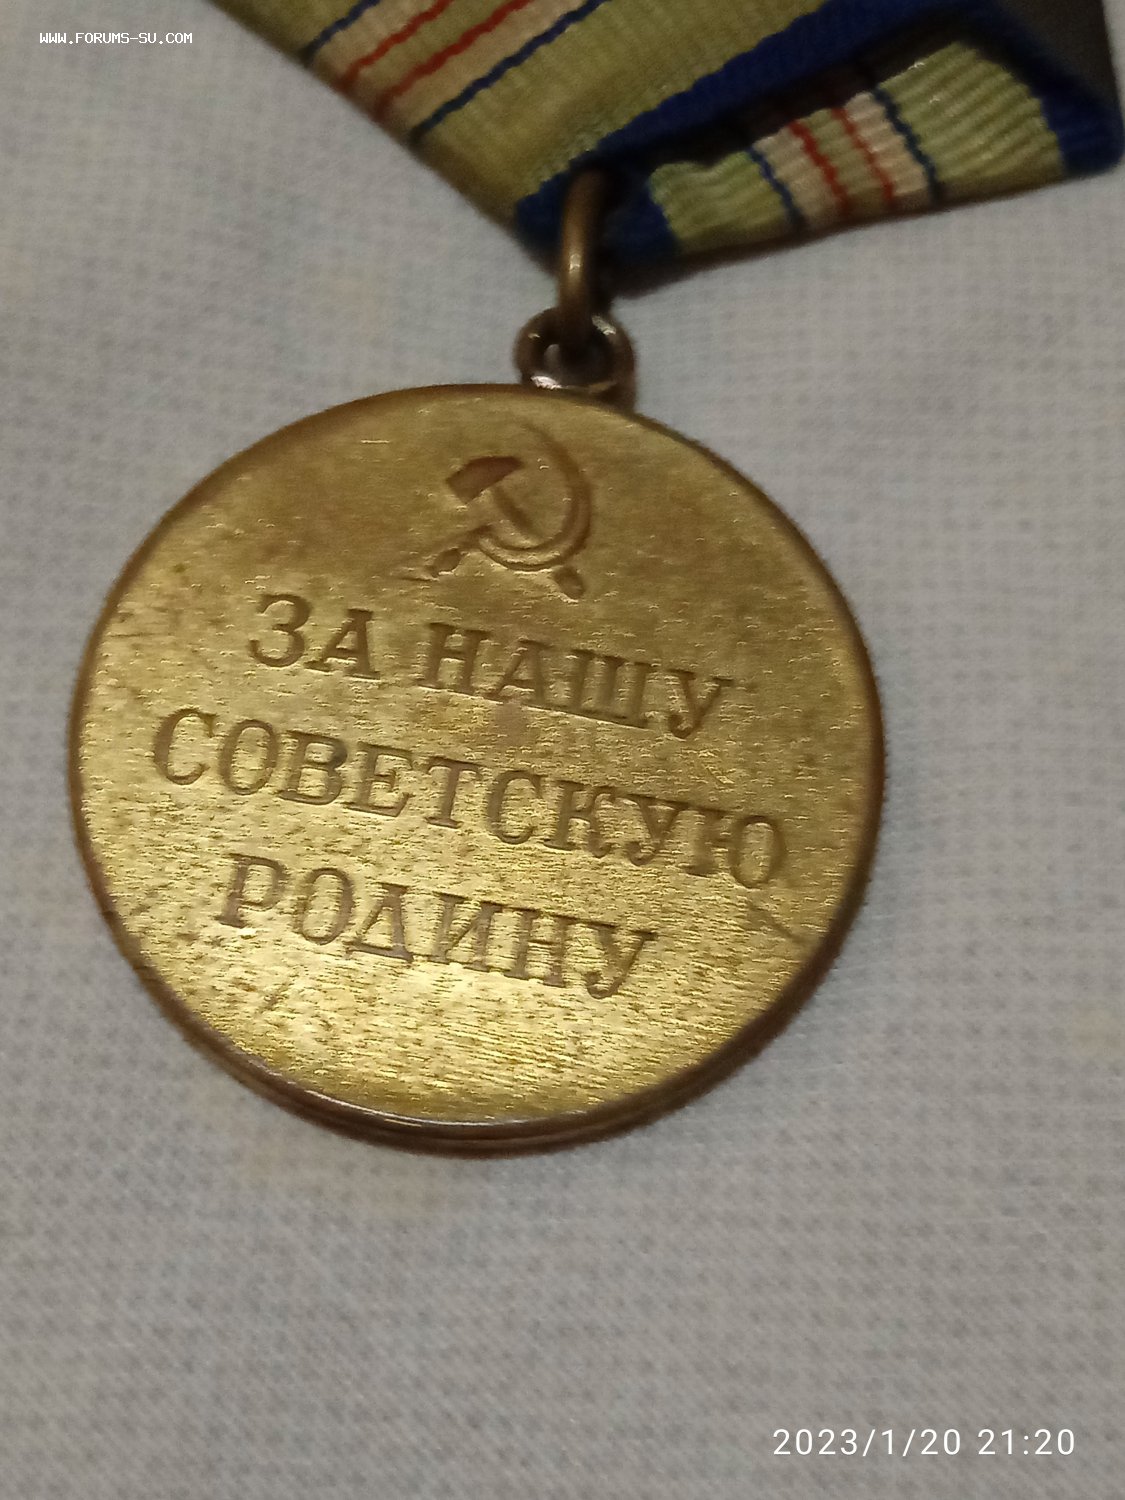 WWW.FORUMS-SU.COM
ЗА НАШУ
СОВЕТСКУЮ
РОДИНУ
2023/1/20 21:20